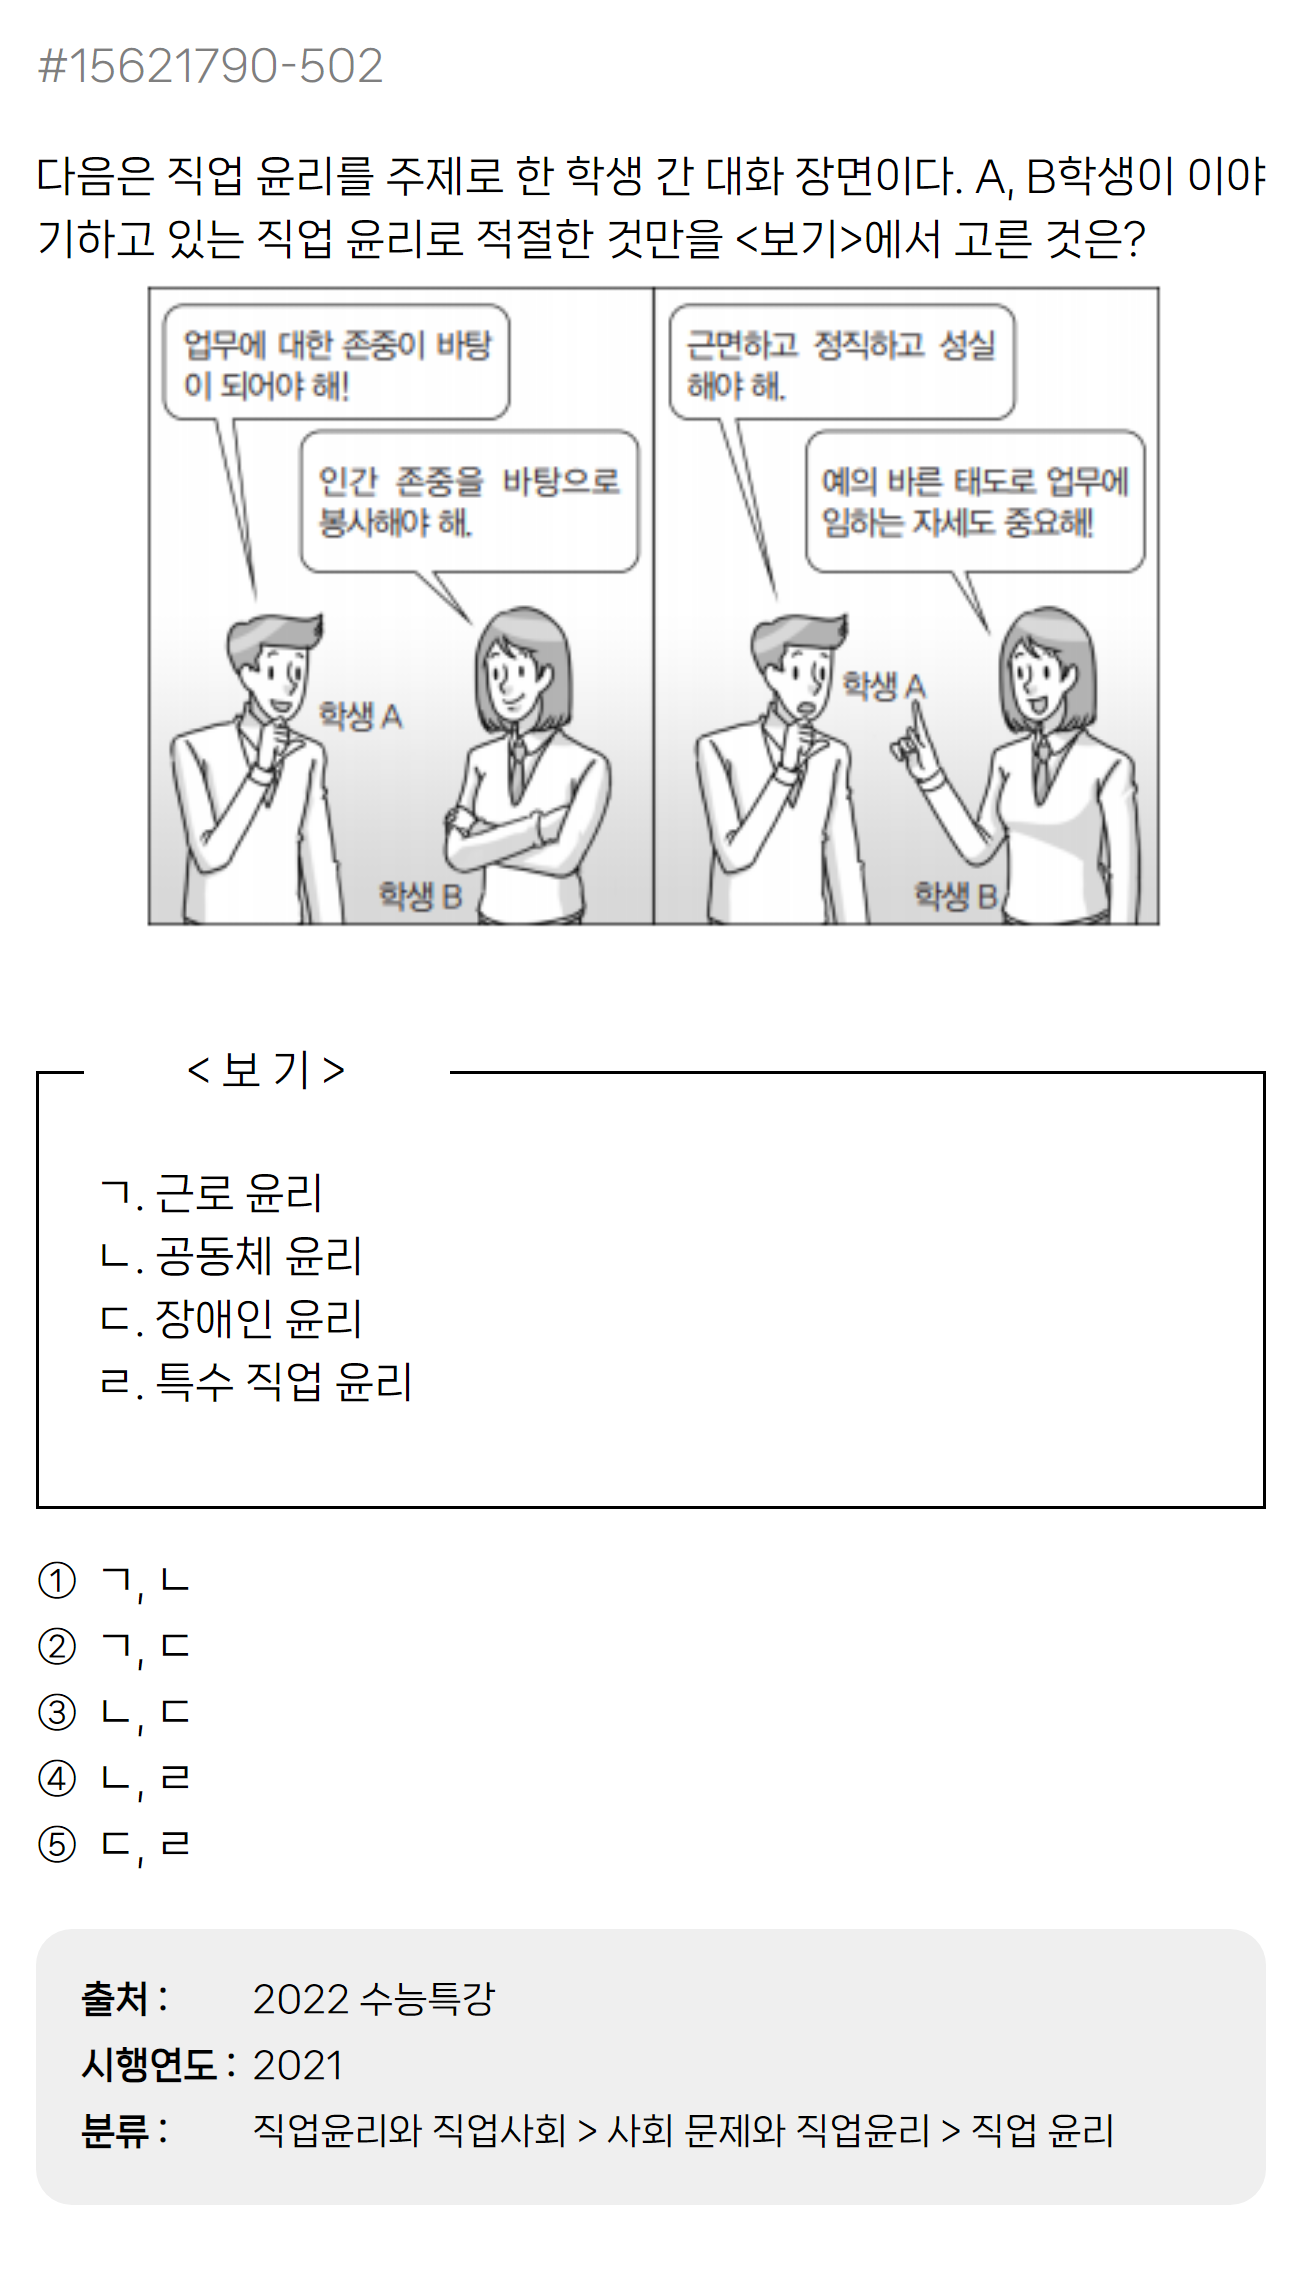 #15621790-502
다음은 직업 윤리를 주제로 한 학생 간 대화 장면이다. A, B학생이 이야
기하고 있는 직업 윤리로 적절한 것만을 <보기>에서 고른 것은?
업무에 대한 존중이 바탕
이 되어야 해!
인간 존중을 바탕으로
봉사해야 해.
학생 A
학생 B
근면하고 정직하고 성실
해야 해.
예의 바른 태도로 업무에
임하는 자세도 중요해!
학생 A
학생 B
< 보 기 >
ㄱ. 근로 윤리
ㄴ. 공동체 윤리
ㄷ. 장애인 윤리
ㄹ. 특수 직업 윤리
① ㄱ, ㄴ
② ㄱ, ㄷ
③ ㄴ, ㄷ
④ ㄴ, ㄹ
⑤ ㄷ, ㄹ
출처 : 2022 수능특강
시행연도 : 2021
분류 : 직업윤리와 직업사회 > 사회 문제와 직업윤리 > 직업 윤리